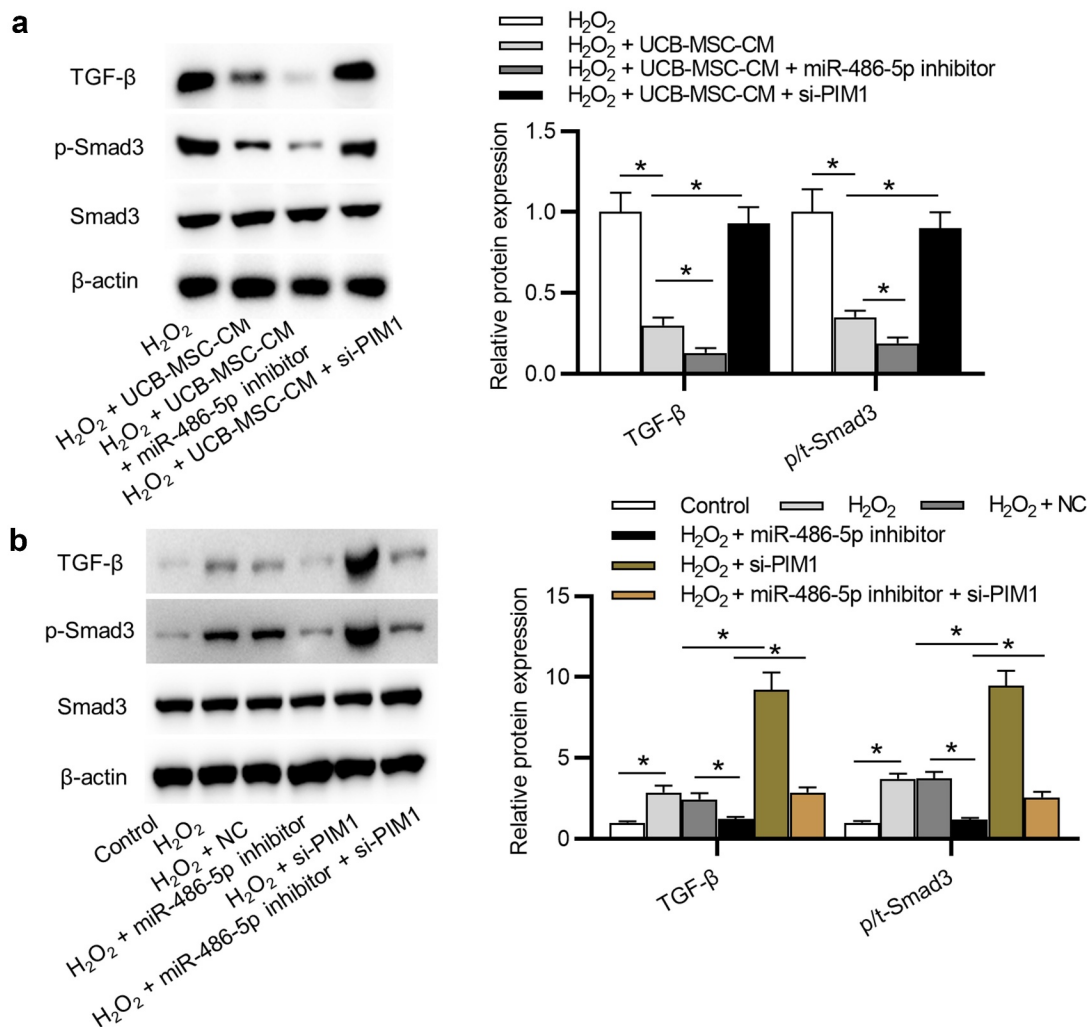 a
TGF-β
p-Smad3
Smad3
β-actin
H₂O₂
H₂O₂ + UCB-MSC-CM
H₂O₂ + UCB-MSC-CM
+ miR-486-5p inhibitor
H₂O₂ + UCB-MSC-CM + si-PIM1
H₂O₂
H₂O₂ + UCB-MSC-CM
H₂O₂ + UCB-MSC-CM + miR-486-5p inhibitor
H₂O₂ + UCB-MSC-CM + si-PIM1
Relative protein expression
1.5
1.0
0.5
0.0
* * * *
* *
TGF-β
p/t-Smad3
b
TGF-β
p-Smad3
Smad3
β-actin
Control
H₂O₂
H₂O₂ + NC
H₂O₂ + miR-486-5p inhibitor
H₂O₂ + si-PIM1
H₂O₂ + miR-486-5p inhibitor + si-PIM1
Control H₂O₂ H₂O₂ + NC
H₂O₂ + miR-486-5p inhibitor
H₂O₂ + si-PIM1
H₂O₂ + miR-486-5p inhibitor + si-PIM1
Relative protein expression
15
10
5
0
* * * *
* * * *
TGF-β
p/t-Smad3